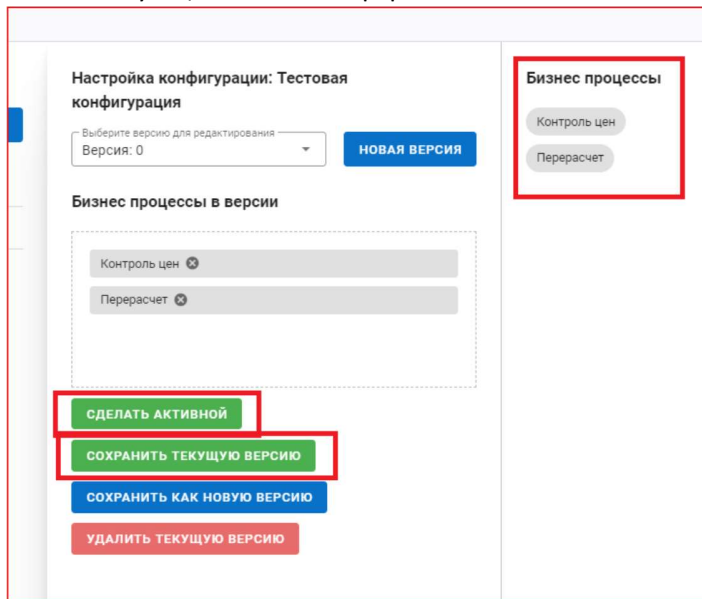 Настройка конфигурации: Тестовая
конфигурация
Выберите версию для редактирования
Версия: 0
НОВАЯ ВЕРСИЯ
Бизнес процессы в версии
Контроль цен
Перерасчет
СДЕЛАТЬ АКТИВНОЙ
СОХРАНИТЬ ТЕКУЩУЮ ВЕРСИЮ
СОХРАНИТЬ КАК НОВУЮ ВЕРСИЮ
УДАЛИТЬ ТЕКУЩУЮ ВЕРСИЮ
Бизнес процессы
Контроль цен
Перерасчет